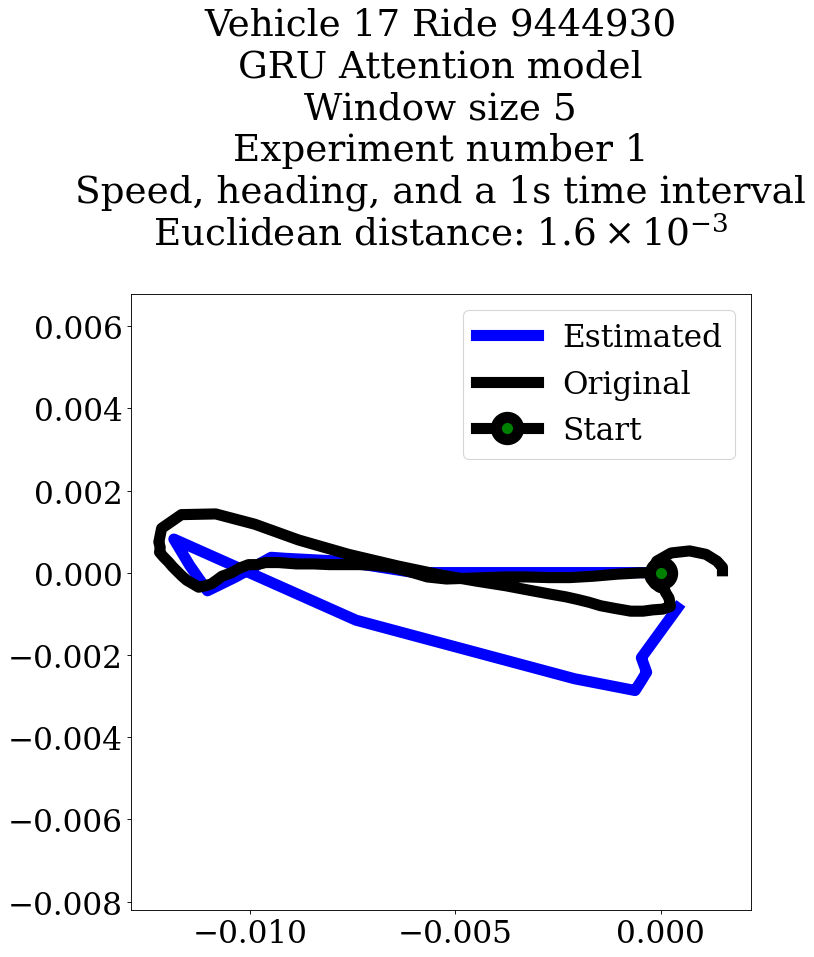 Vehicle 17 Ride 9444930
GRU Attention model
Window size 5
Experiment number 1
Speed, heading, and a 1s time interval
Euclidean distance: 1.6 × 10⁻³
Estimated
Original
Start
0.006
0.004
0.002
0.000
−0.002
−0.004
−0.006
−0.008
−0.010
−0.005
0.000